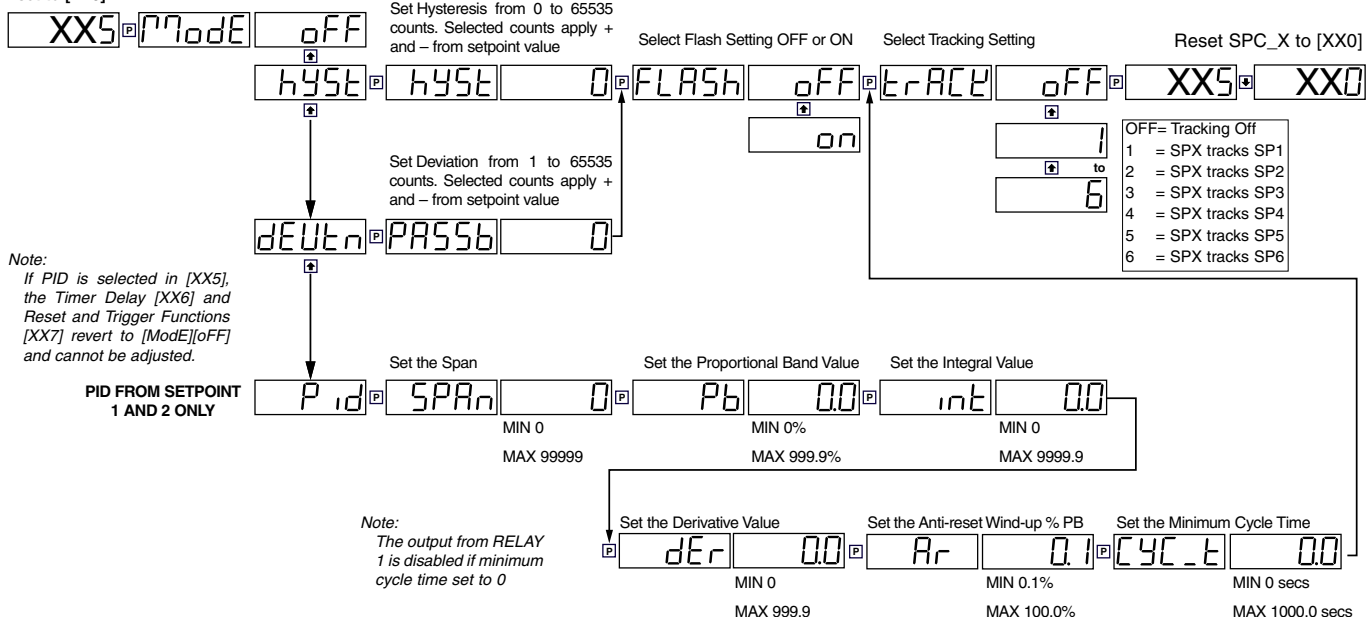 XX5 P ModE oFF
Set Hysteresis from 0 to 65535
counts. Selected counts apply +
and – from setpoint value
Select Flash Setting OFF or ON
Select Tracking Setting
Reset SPC_X to [XX0]
hySt P hySt 0 P FLASh oFF P trACK oFF P XX5 XX0
on
1
to
6
OFF= Tracking Off
1 = SPX tracks SP1
2 = SPX tracks SP2
3 = SPX tracks SP3
4 = SPX tracks SP4
5 = SPX tracks SP5
6 = SPX tracks SP6
Set Deviation from 1 to 65535
counts. Selected counts apply +
and – from setpoint value
dEVtn P PASSb 0
Note:
If PID is selected in [XX5],
the Timer Delay [XX6] and
Reset and Trigger Functions
[XX7] revert to [ModE][oFF]
and cannot be adjusted.
PID FROM SETPOINT
1 AND 2 ONLY
Set the Span
Set the Proportional Band Value
Set the Integral Value
Pid P SPAn 0 P Pb 0.0 P int 0.0
MIN 0
MAX 99999
MIN 0%
MAX 999.9%
MIN 0
MAX 9999.9
Note:
The output from RELAY
1 is disabled if minimum
cycle time set to 0
Set the Derivative Value
Set the Anti-reset Wind-up % PB
Set the Minimum Cycle Time
P dEr 0.0 P Ar 0.1 P CYC_t 0.0
MIN 0
MAX 999.9
MIN 0.1%
MAX 100.0%
MIN 0 secs
MAX 1000.0 secs